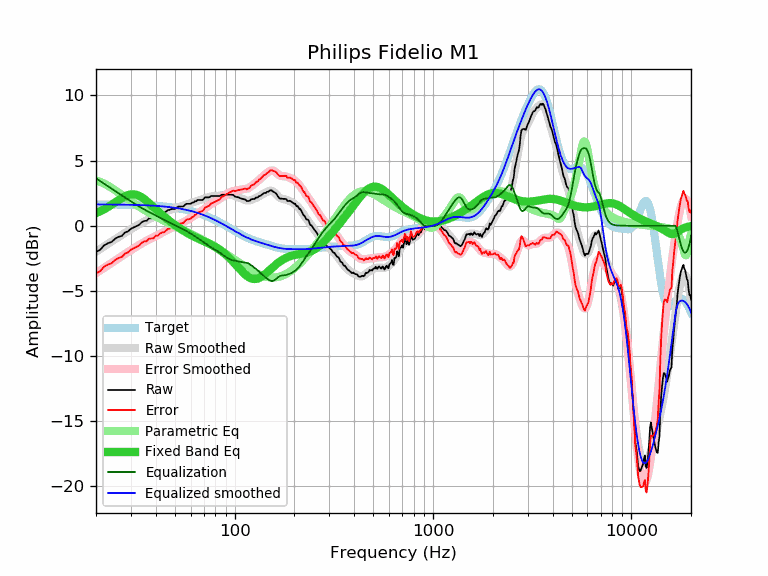 Philips Fidelio M1
Amplitude (dBr)
10
5
0
−5
−10
−15
−20
Target
Raw Smoothed
Error Smoothed
Raw
Error
Parametric Eq
Fixed Band Eq
Equalization
Equalized smoothed
100
1000
10000
Frequency (Hz)